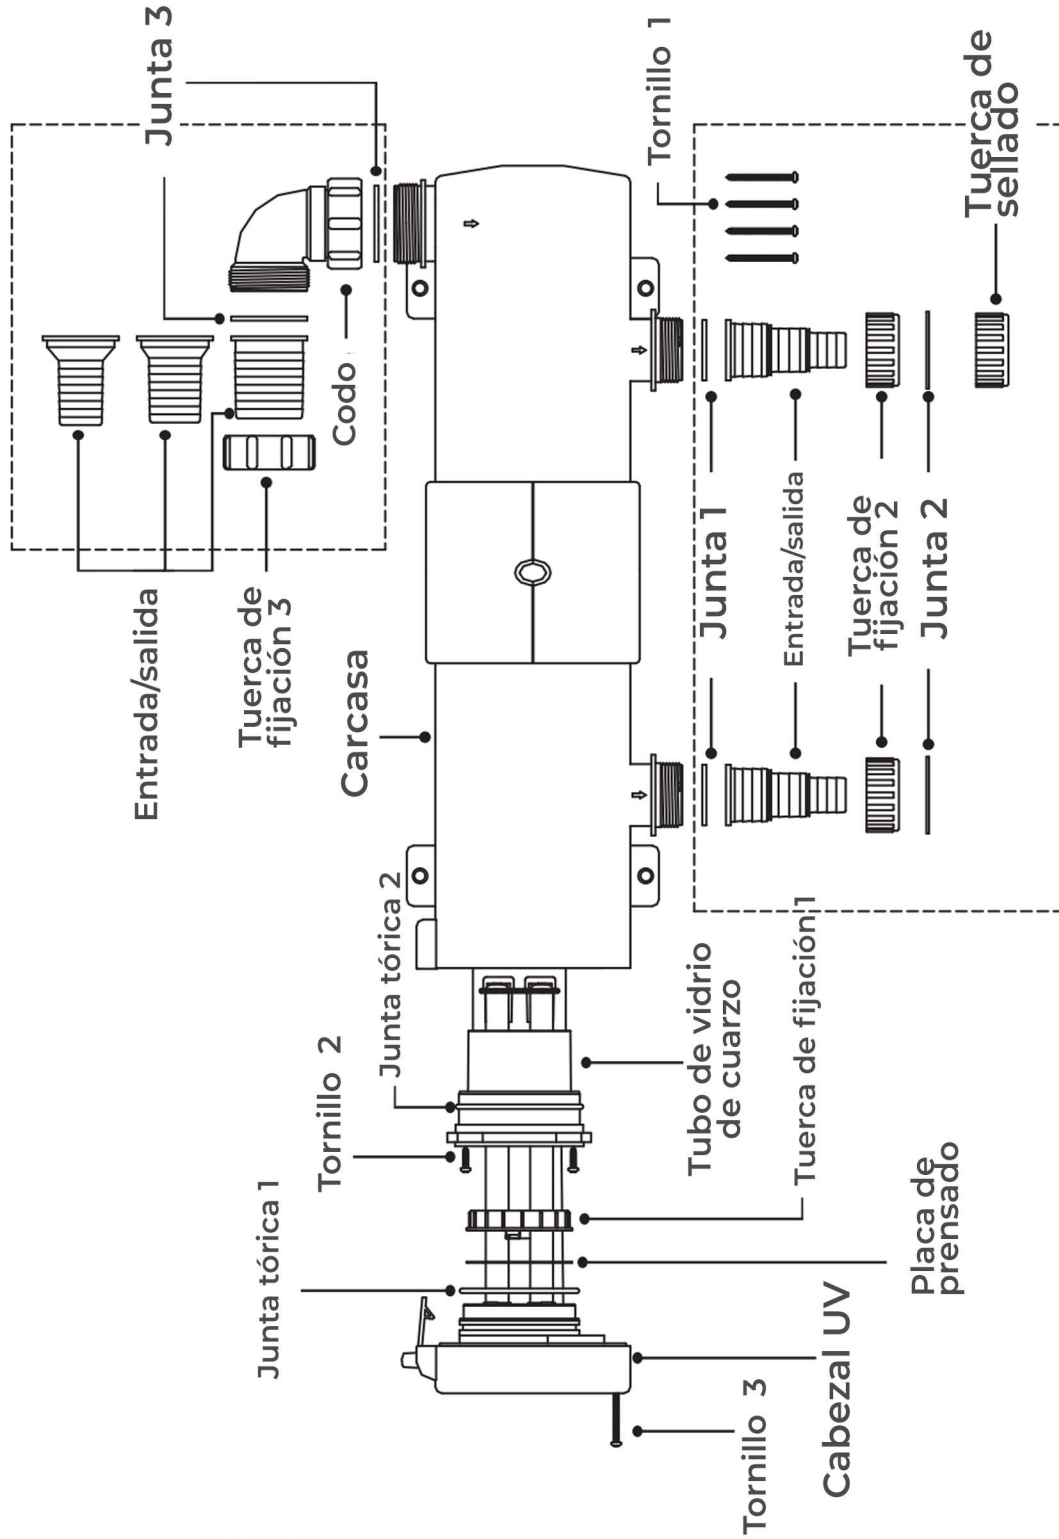 Junta 3
Entrada/salida
Tuerca de
fijación 3
Codo
Carcasa
Junta tórica 2
Tornillo 2
Junta tórica 1
Tornillo 1
Tuerca de
sellado
Junta 1
Entrada/salida
Tuerca de
fijación 2
Junta 2
Tubo de vidrio
de cuarzo
Tuerca de fijación 1
Placa de
prensado
Cabezal UV
Tornillo 3